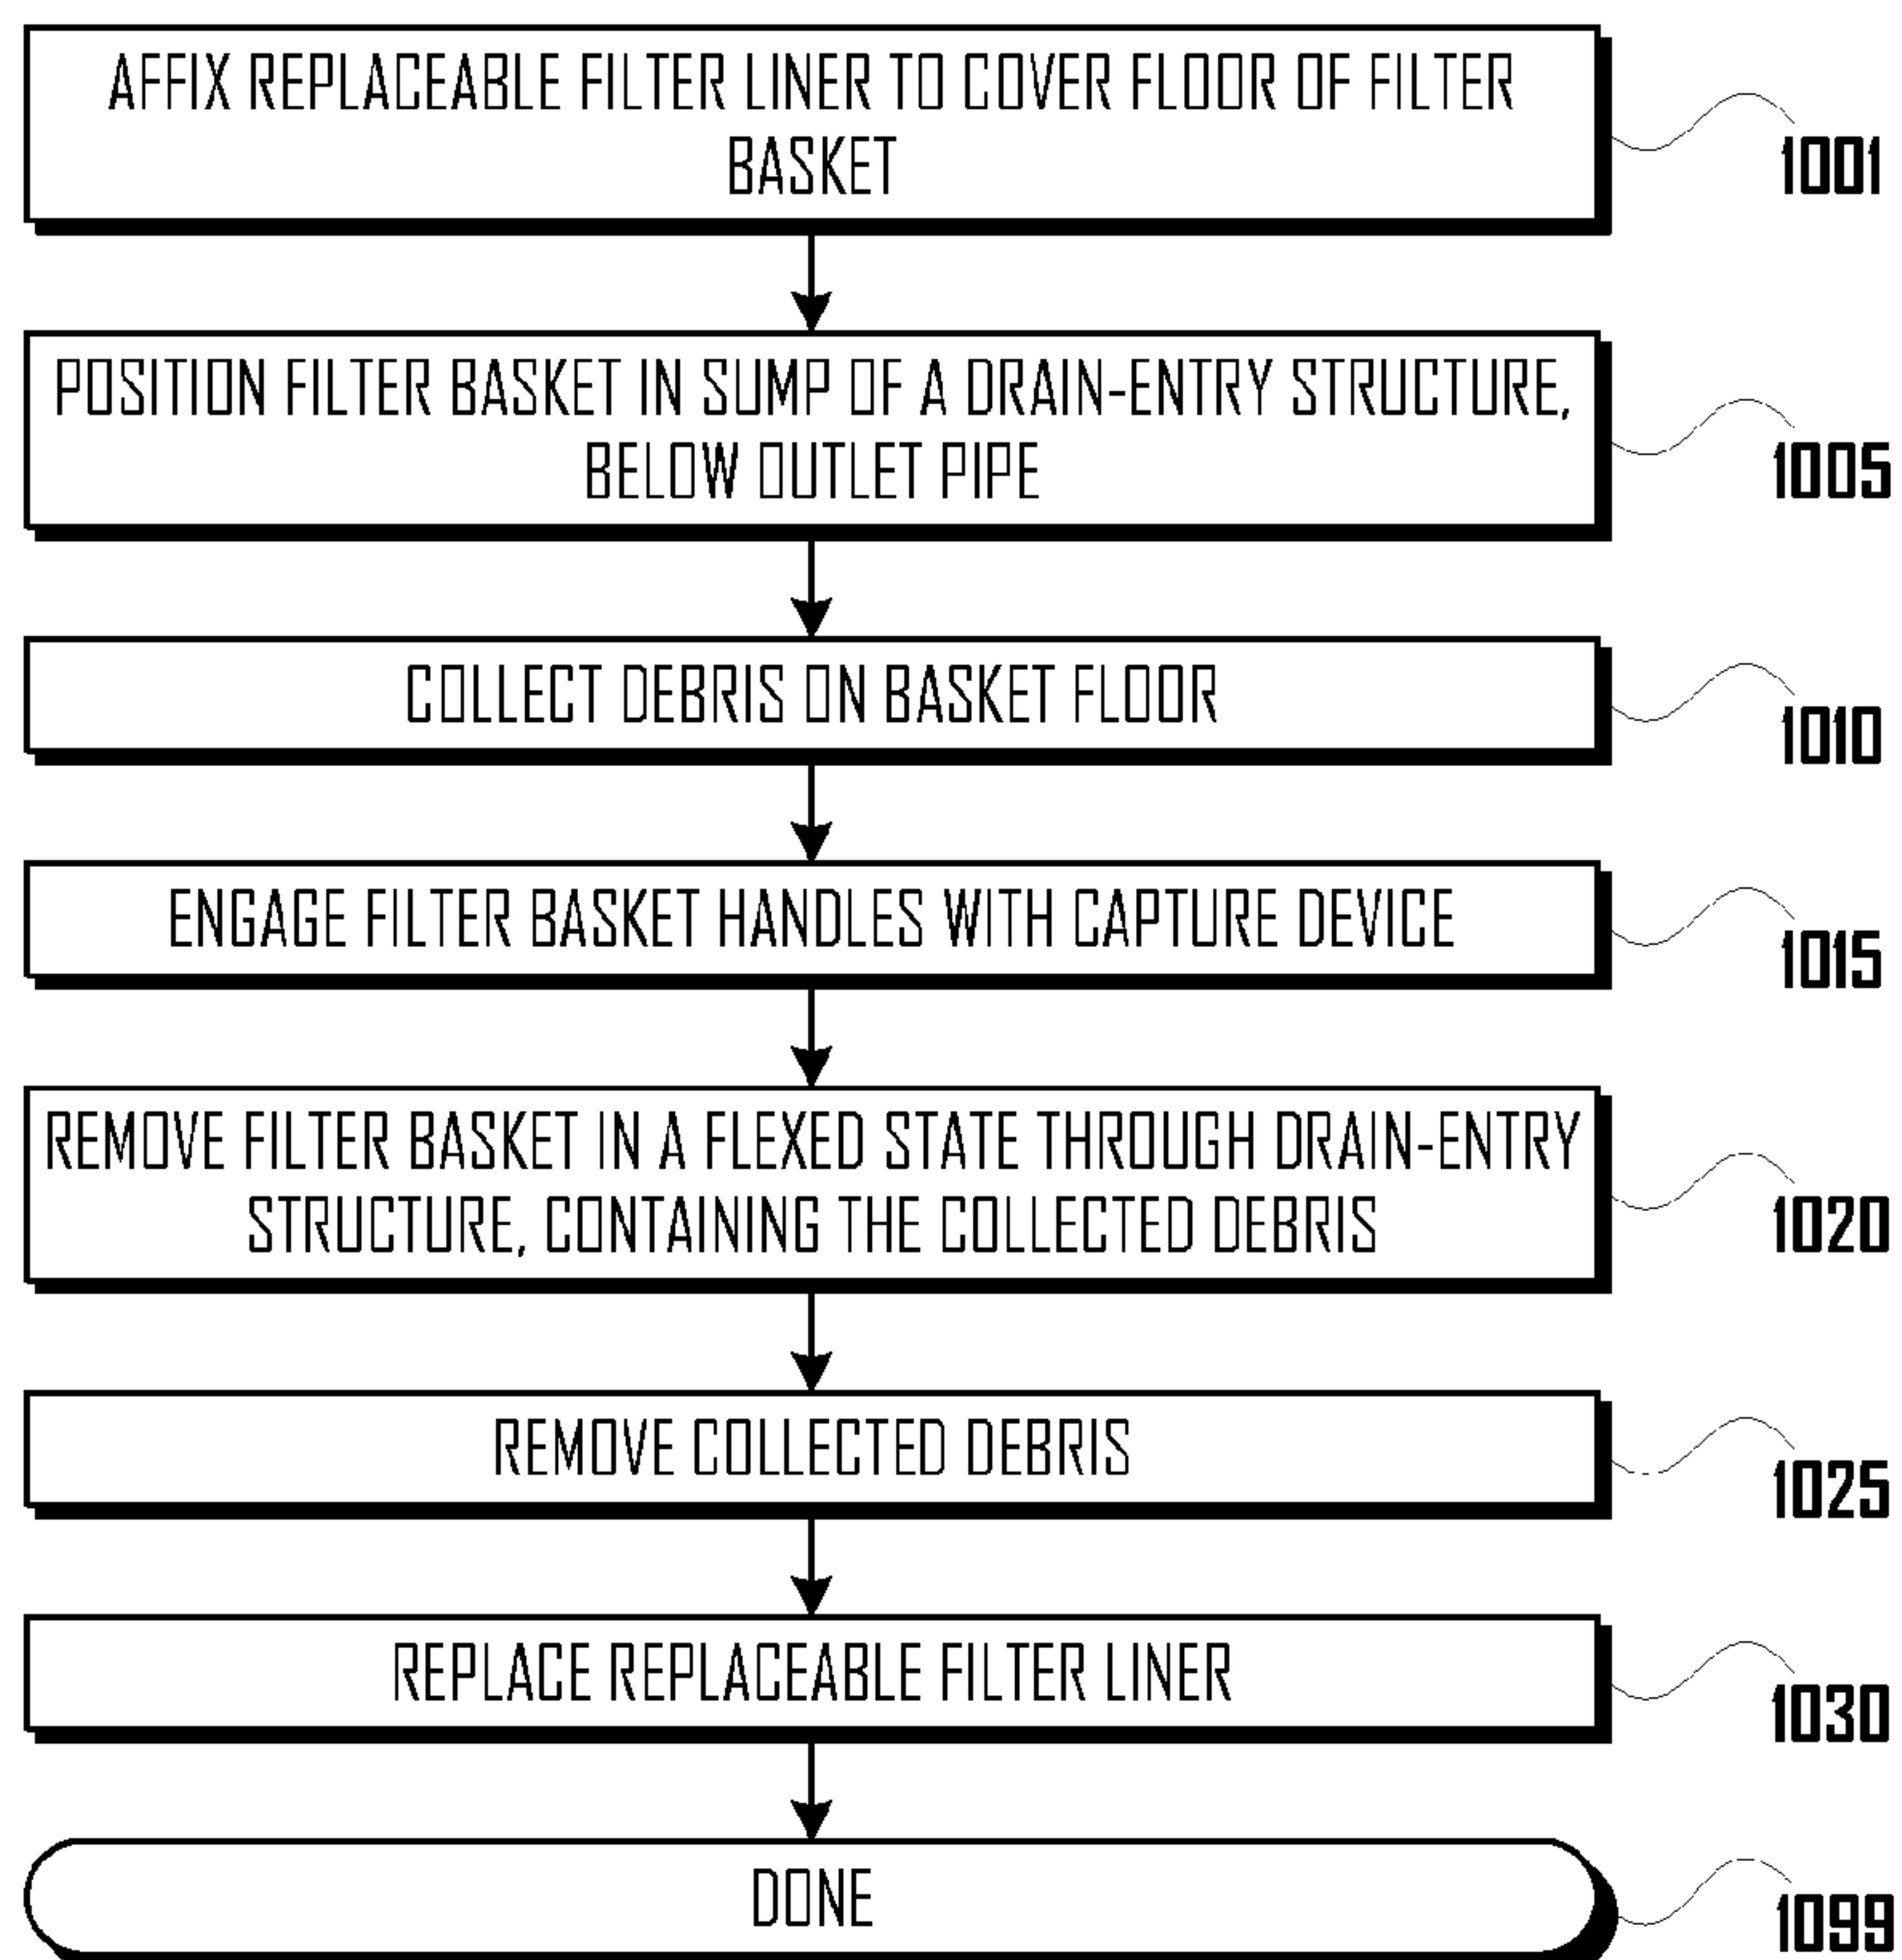 AFFIX REPLACEABLE FILTER LINER TO COVER FLOOR OF FILTER
BASKET
1001
POSITION FILTER BASKET IN SUMP OF A DRAIN-ENTRY STRUCTURE,
BELOW OUTLET PIPE
1005
COLLECT DEBRIS ON BASKET FLOOR
1010
ENGAGE FILTER BASKET HANDLES WITH CAPTURE DEVICE
1015
REMOVE FILTER BASKET IN A FLEXED STATE THROUGH DRAIN-ENTRY
STRUCTURE, CONTAINING THE COLLECTED DEBRIS
1020
REMOVE COLLECTED DEBRIS
1025
REPLACE REPLACEABLE FILTER LINER
1030
DONE
1099